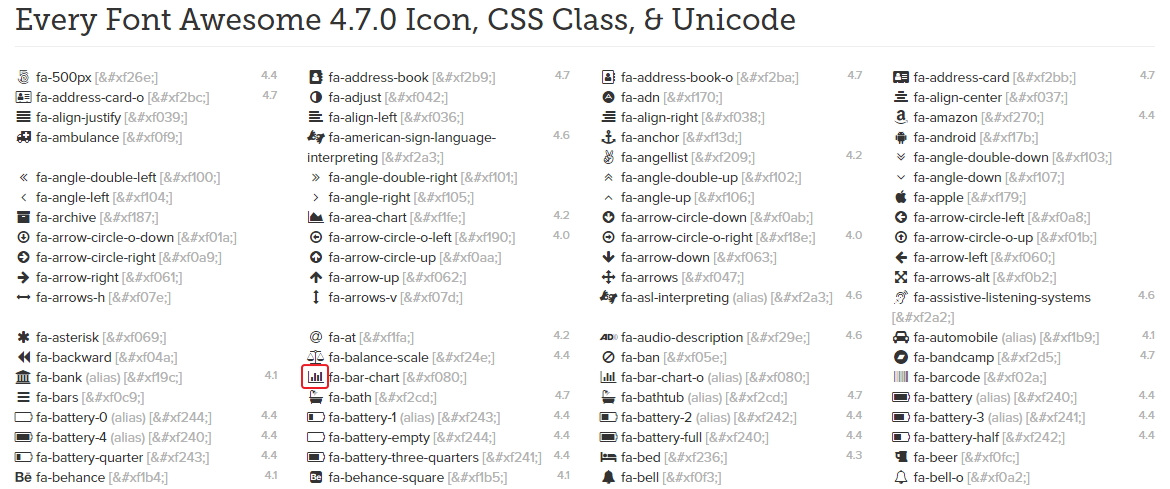 Every Font Awesome 4.7.0 Icon, CSS Class, & Unicode
fa-500px [&#xf26e;] 4.4 fa-address-book [&#xf2b9;] 4.7 fa-address-book-o [&#xf2ba;] 4.7 fa-address-card [&#xf2bb;] 4.7
fa-address-card-o [&#xf2bc;] 4.7 fa-adjust [&#xf042;] fa-adn [&#xf170;] fa-align-center [&#xf037;]
fa-align-justify [&#xf039;] fa-align-left [&#xf036;] fa-align-right [&#xf038;] fa-amazon [&#xf270;] 4.4
fa-ambulance [&#xf0f9;] fa-american-sign-language- 4.6 fa-anchor [&#xf13d;] fa-android [&#xf17b;]
interpreting [&#xf2a3;] fa-angellist [&#xf209;] 4.2 fa-angle-double-down [&#xf103;]
fa-angle-double-left [&#xf100;] fa-angle-double-right [&#xf101;] fa-angle-double-up [&#xf102;] fa-angle-down [&#xf107;]
fa-angle-left [&#xf104;] fa-angle-right [&#xf105;] fa-angle-up [&#xf106;] fa-apple [&#xf179;]
fa-archive [&#xf187;] fa-area-chart [&#xf1fe;] 4.2 fa-arrow-circle-down [&#xf0ab;] fa-arrow-circle-left [&#xf0a8;]
fa-arrow-circle-o-down [&#xf01a;] fa-arrow-circle-o-left [&#xf190;] 4.0 fa-arrow-circle-o-right [&#xf18e;] 4.0 fa-arrow-circle-o-up [&#xf01b;]
fa-arrow-circle-right [&#xf0a9;] fa-arrow-circle-up [&#xf0aa;] fa-arrow-down [&#xf063;] fa-arrow-left [&#xf060;]
fa-arrow-right [&#xf061;] fa-arrow-up [&#xf062;] fa-arrows [&#xf047;] fa-arrows-alt [&#xf0b2;]
fa-arrows-h [&#xf07e;] fa-arrows-v [&#xf07d;] fa-asl-interpreting (alias) [&#xf2a3;] 4.6 fa-assistive-listening-systems 4.6
[&#xf2a2;]
fa-asterisk [&#xf069;] fa-at [&#xf1fa;] 4.2 fa-audio-description [&#xf29e;] 4.6 fa-automobile (alias) [&#xf1b9;] 4.1
fa-backward [&#xf04a;] fa-balance-scale [&#xf24e;] 4.4 fa-ban [&#xf05e;] fa-bandcamp [&#xf2d5;] 4.7
fa-bank (alias) [&#xf19c;] 4.1 fa-bar-chart [&#xf080;] fa-bar-chart-o (alias) [&#xf080;] fa-barcode [&#xf02a;]
fa-bars [&#xf0c9;] fa-bath [&#xf2cd;] 4.7 fa-bathtub (alias) [&#xf2cd;] 4.7 fa-battery (alias) [&#xf240;] 4.4
fa-battery-0 (alias) [&#xf244;] 4.4 fa-battery-1 (alias) [&#xf243;] 4.4 fa-battery-2 (alias) [&#xf242;] 4.4 fa-battery-3 (alias) [&#xf241;] 4.4
fa-battery-4 (alias) [&#xf240;] 4.4 fa-battery-empty [&#xf244;] 4.4 fa-battery-full [&#xf240;] 4.4 fa-battery-half [&#xf242;] 4.4
fa-battery-quarter [&#xf243;] 4.4 fa-battery-three-quarters [&#xf241;] 4.4 fa-bed [&#xf236;] 4.3 fa-beer [&#xf0fc;]
Bē fa-behance [&#xf1b4;] 4.1 fa-behance-square [&#xf1b5;] 4.1 fa-bell [&#xf0f3;] fa-bell-o [&#xf0a2;]